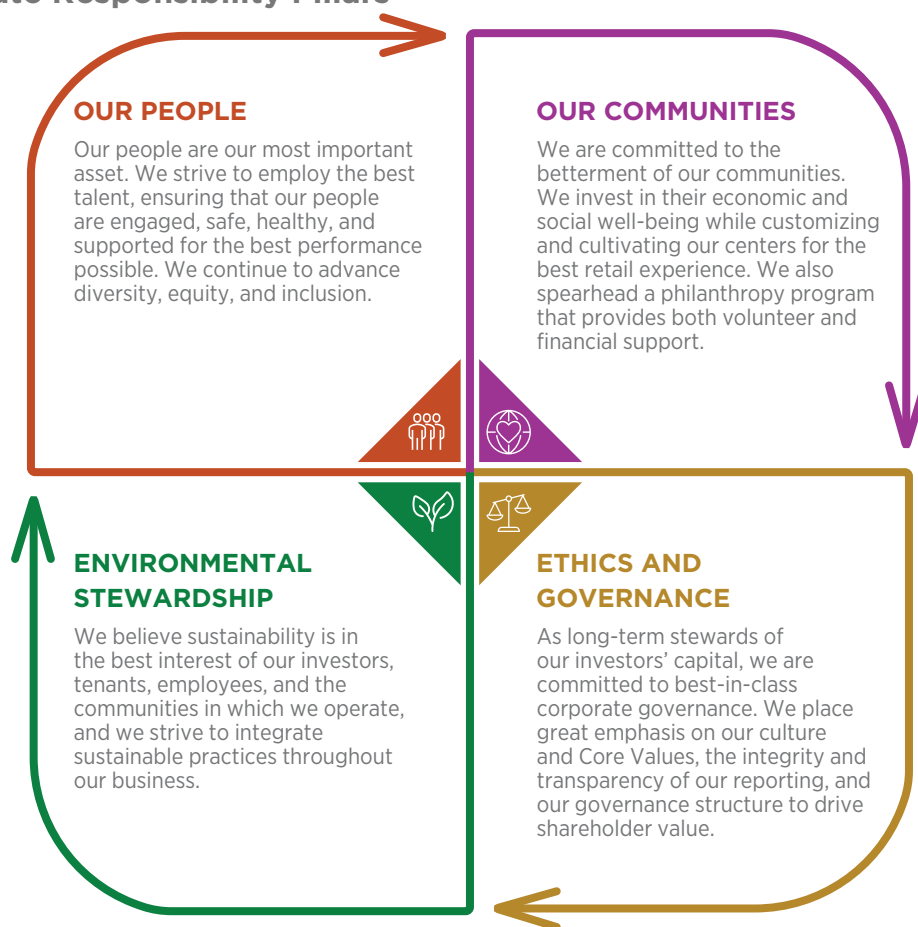 Responsibility
OUR PEOPLE
Our people are our most important
asset. We strive to employ the best
talent, ensuring that our people
are engaged, safe, healthy, and
supported for the best performance
possible. We continue to advance
diversity, equity, and inclusion.
OUR COMMUNITIES
We are committed to the
betterment of our communities.
We invest in their economic and
social well-being while customizing
and cultivating our centers for the
best retail experience. We also
spearhead a philanthropy program
that provides both volunteer and
financial support.
ENVIRONMENTAL
STEWARDSHIP
We believe sustainability is in
the best interest of our investors,
tenants, employees, and the
communities in which we operate,
and we strive to integrate
sustainable practices throughout
our business.
ETHICS AND
GOVERNANCE
As long-term stewards of
our investors’ capital, we are
committed to best-in-class
corporate governance. We place
great emphasis on our culture
and Core Values, the integrity and
transparency of our reporting, and
our governance structure to drive
shareholder value.